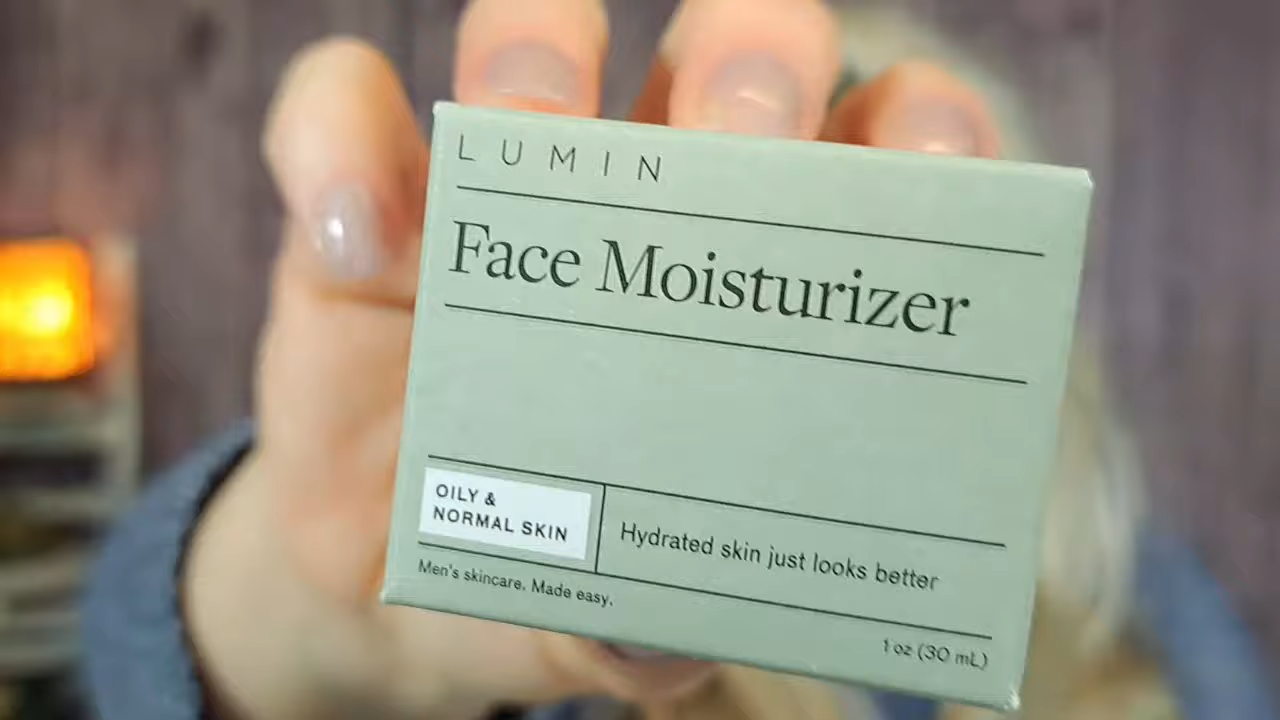 LUMIN
Face Moisturizer
OILY &
NORMAL SKIN
Hydrated skin just looks better
Men's skincare. Made easy.
1 oz (30 mL)